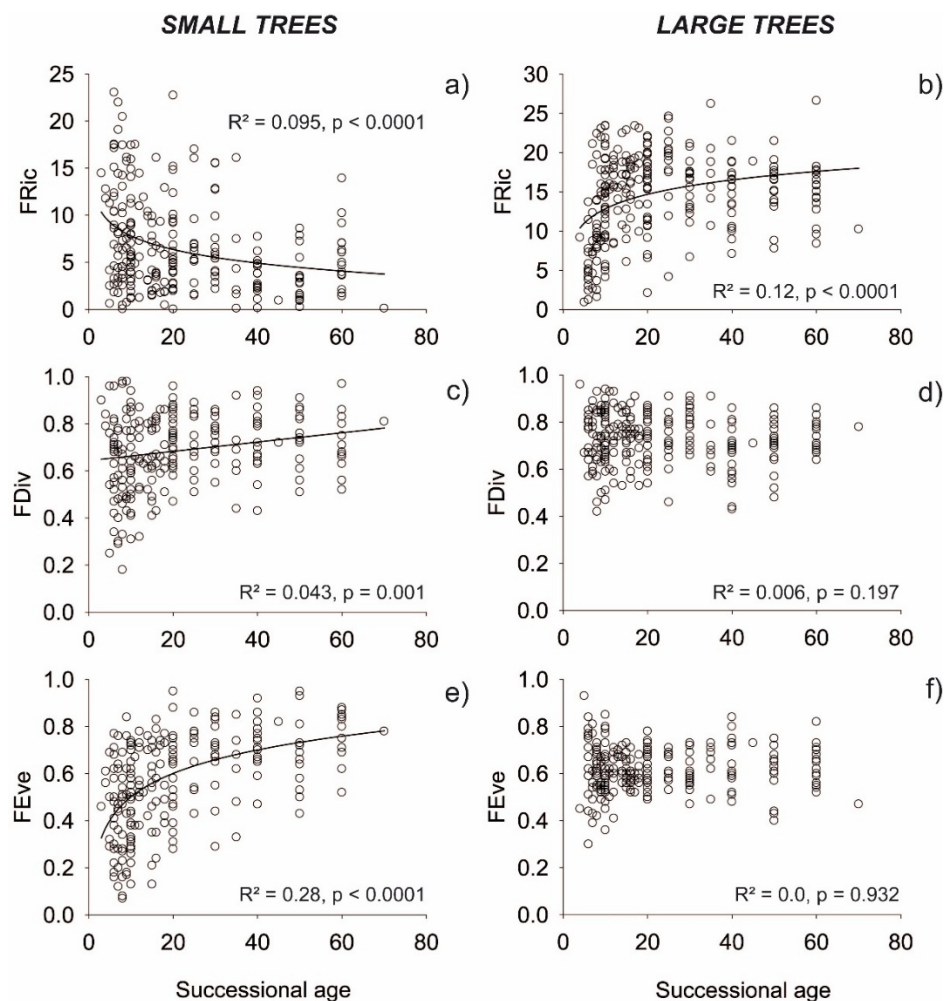 SMALL TREES
LARGE TREES
a)
25
20
15
10
5
0
FRic
R² = 0.095, p < 0.0001
0 20 40 60 80
b)
30
25
20
15
10
5
0
FRic
R² = 0.12, p < 0.0001
0 20 40 60 80
c)
1.0
0.8
0.6
0.4
0.2
0.0
FDiv
R² = 0.043, p = 0.001
0 20 40 60 80
d)
1.0
0.8
0.6
0.4
0.2
0.0
FDiv
R² = 0.006, p = 0.197
0 20 40 60 80
e)
1.0
0.8
0.6
0.4
0.2
0.0
FEve
R² = 0.28, p < 0.0001
0 20 40 60 80
Successional age
f)
1.0
0.8
0.6
0.4
0.2
0.0
FEve
R² = 0.0, p = 0.932
0 20 40 60 80
Successional age